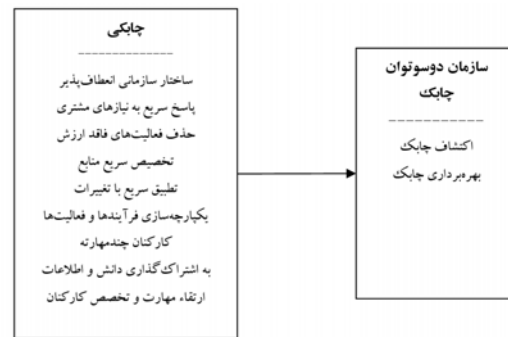 چابکی
--------------
ساختار سازمانی انعطاف‌پذیر
پاسخ سریع به نیازهای مشتری
حذف فعالیت‌های فاقد ارزش
تخصیص سریع منابع
تطبیق سریع با تغییرات
یکپارچه‌سازی فرآیندها و فعالیت‌ها
کارکنان چندمهارته
به اشتراک‌گذاری دانش و اطلاعات
ارتقاء مهارت و تخصص کارکنان
سازمان دوسوتوان
چابک
-----------
اکتشاف چابک
بهره‌برداری چابک